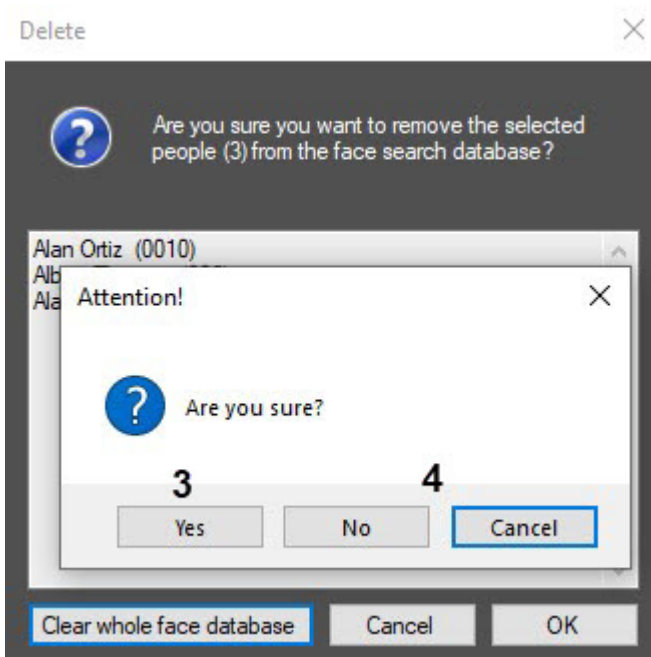 Delete
Are you sure you want to remove the selected
people (3) from the face search database?
Alan Ortiz (0010)
Attention!
Are you sure?
3
4
Yes
No
Cancel
Clear whole face database
Cancel
OK